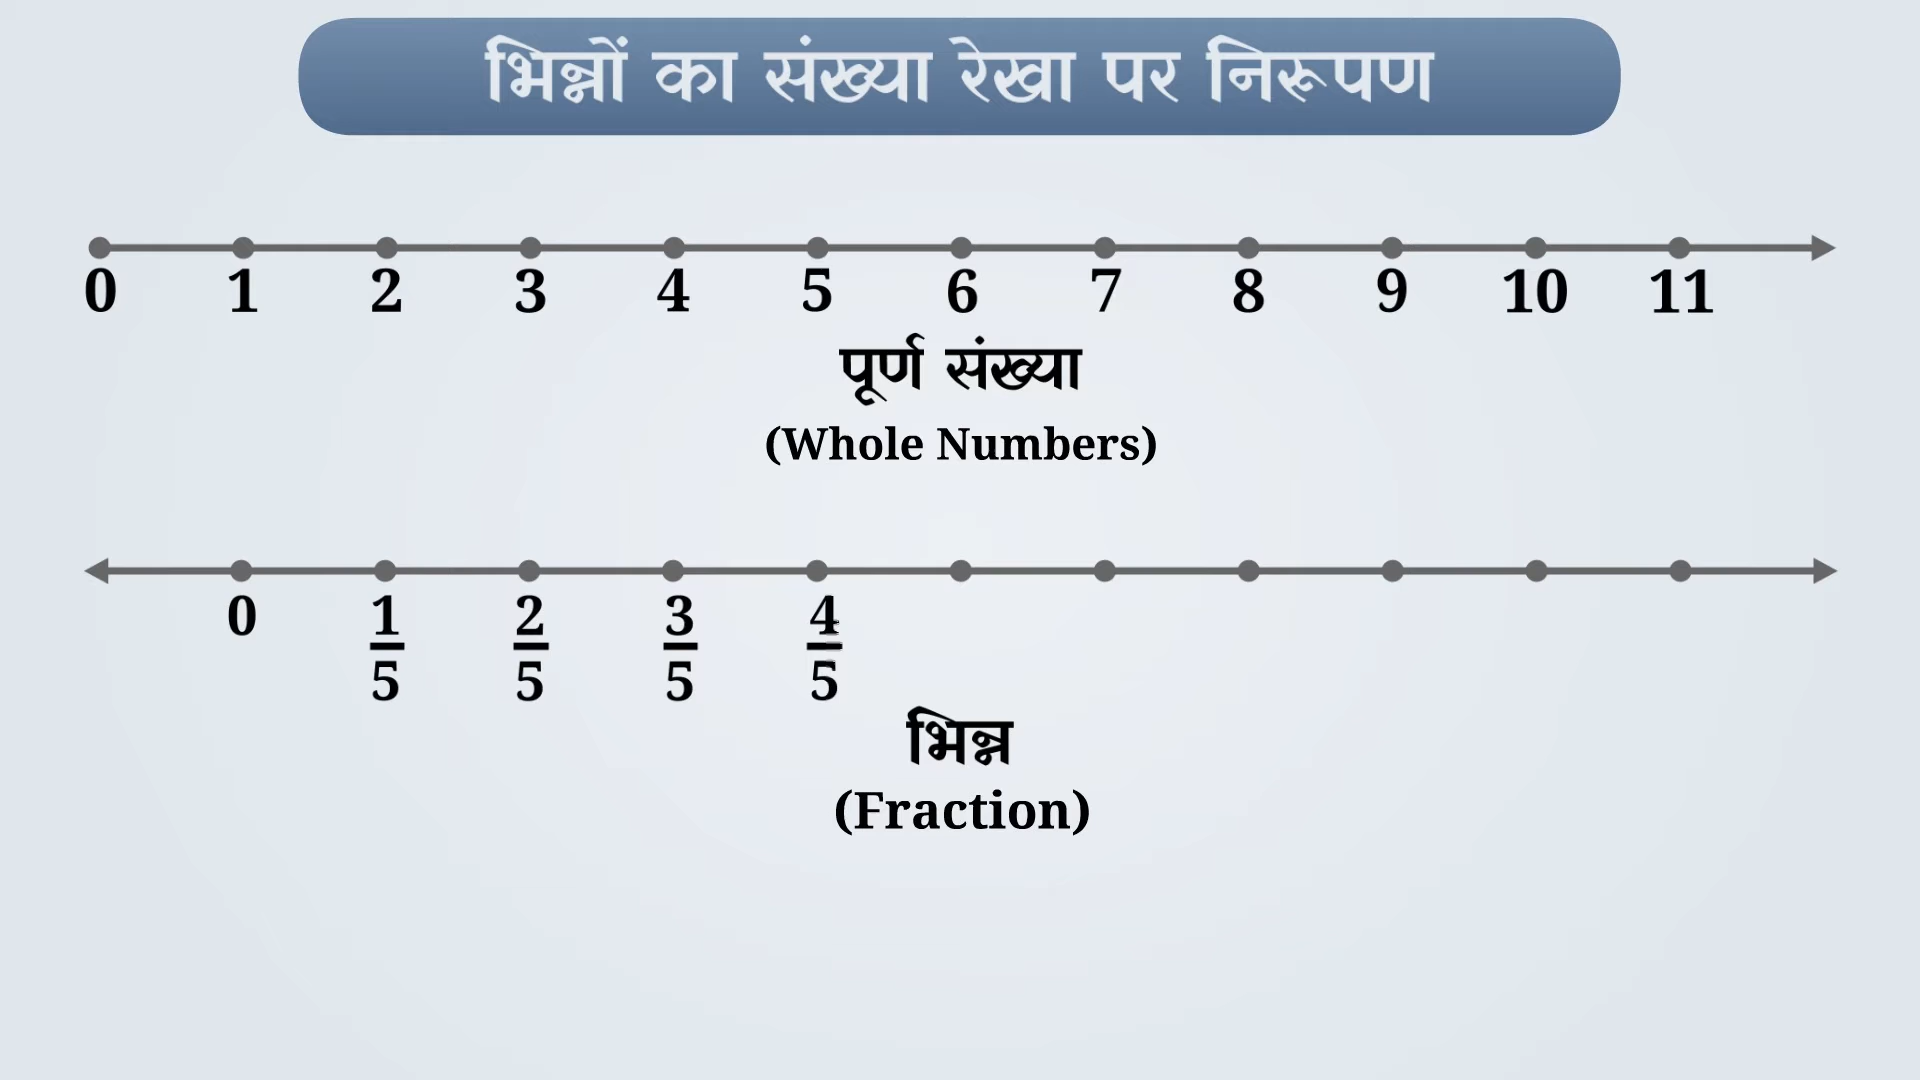 भिन्नों का संख्या रेखा पर निरूपण
0 1 2 3 4 5 6 7 8 9 10 11
पूर्ण संख्या
(Whole Numbers)
0 1/5 2/5 3/5 4/5
भिन्न
(Fraction)